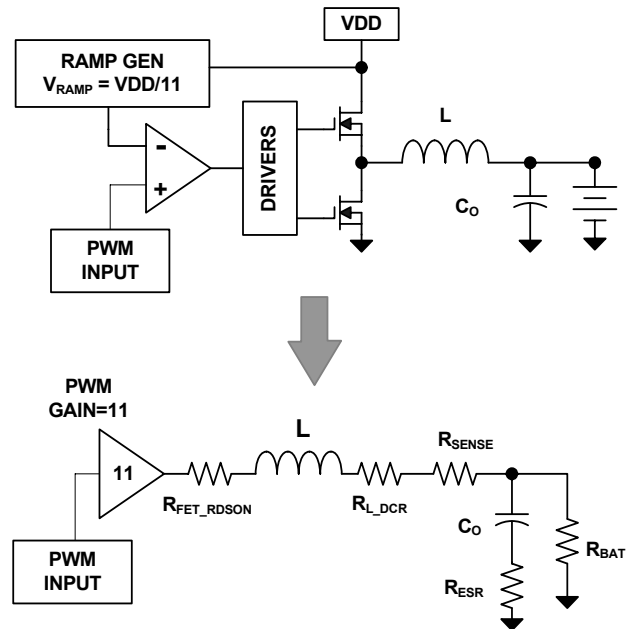 VDD
RAMP GEN
VRAMP = VDD/11
-
+
DRIVERS
L
CO
PWM
INPUT
PWM
GAIN=11
11
RFET_RDSON
L
RL_DCR
RSENSE
CO
RESR
RBAT
PWM
INPUT